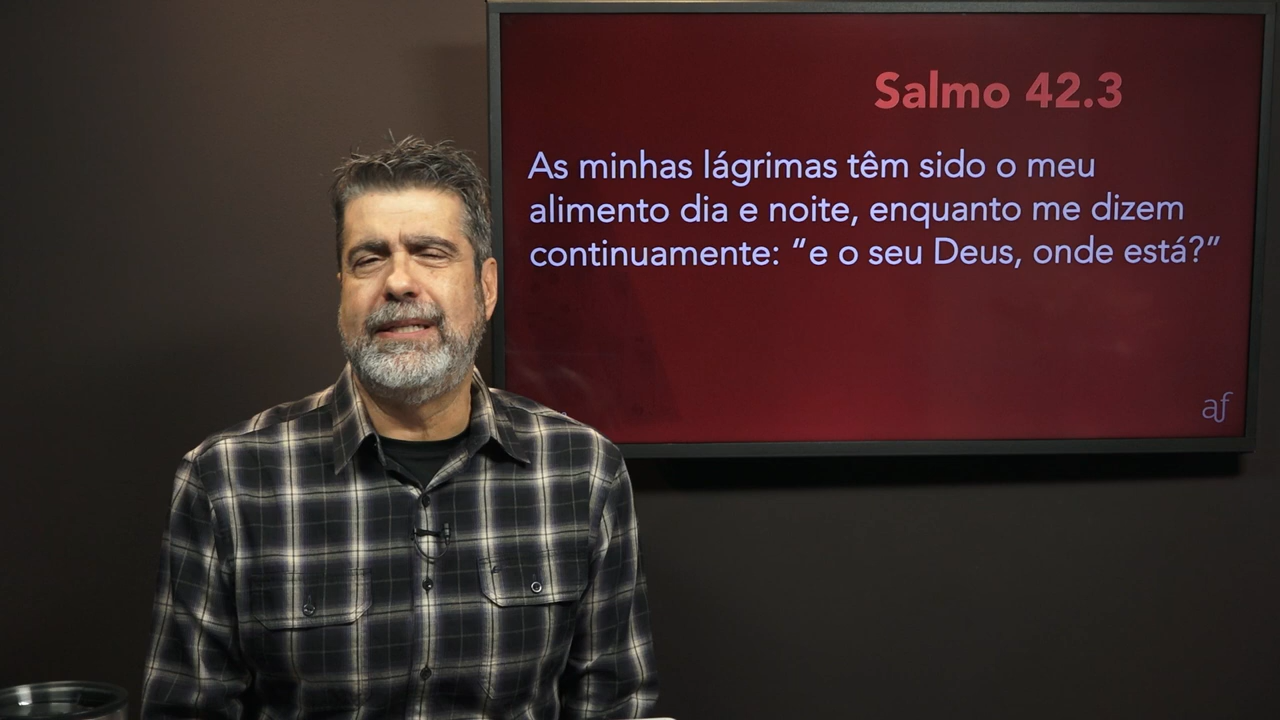 Salmo 42.3
As minhas lágrimas têm sido o meu
alimento dia e noite, enquanto me dizem
continuamente: “e o seu Deus, onde está?”
af